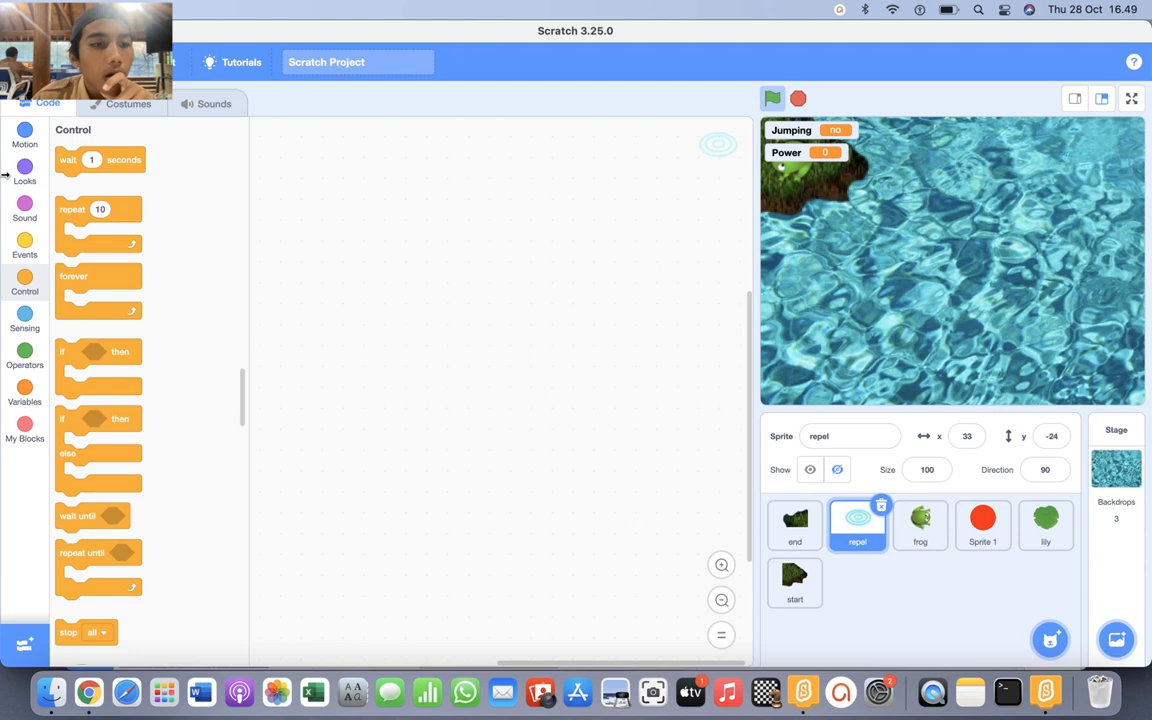 Thu 28 Oct 16.49
Scratch 3.25.0
Tutorials
Scratch Project
?
Code
Costumes
Sounds
Motion
Looks
Sound
Events
Control
Sensing
Operators
Variables
My Blocks
Control
wait 1 seconds
repeat 10
forever
if then
if then
else
wait until
repeat until
stop all
Jumping no
Power 0
Sprite repel x 33 y -24
Show Size 100 Direction 90
end
repel
frog
Sprite 1
lily
start
Stage
Backdrops
3